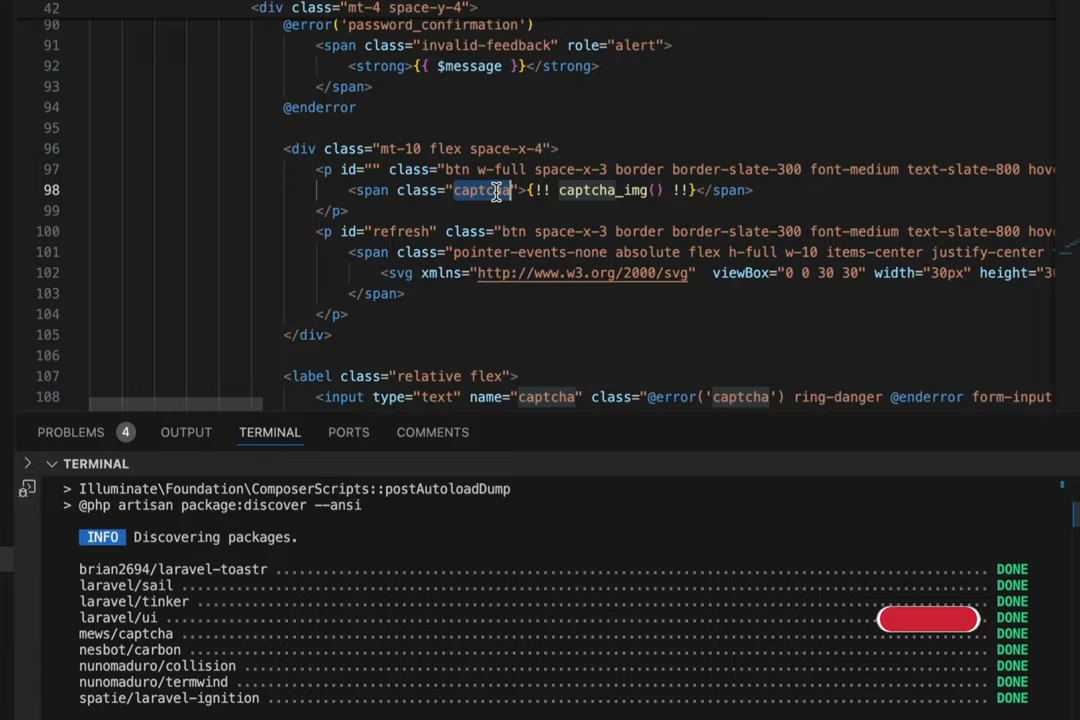 42 <div class="mt-4 space-y-4">
90 @error('password_confirmation')
91 <span class="invalid-feedback" role="alert">
92 <strong>{{ $message }}</strong>
93 </span>
94 @enderror
95
96 <div class="mt-10 flex space-x-4">
97 <p id="" class="btn w-full space-x-3 border border-slate-300 font-medium text-slate-800 hov
98 <span class="captcha">{!! captcha_img() !!}</span>
99 </p>
100 <p id="refresh" class="btn space-x-3 border border-slate-300 font-medium text-slate-800 hove
101 <span class="pointer-events-none absolute flex h-full w-10 items-center justify-center
102 <svg xmlns="http://www.w3.org/2000/svg" viewBox="0 0 30 30" width="30px" height="30
103 </span>
104 </p>
105 </div>
106
107 <label class="relative flex">
108 <input type="text" name="captcha" class="@error('captcha') ring-danger @enderror form-input
PROBLEMS 4 OUTPUT TERMINAL PORTS COMMENTS
TERMINAL
> Illuminate\Foundation\ComposerScripts::postAutoloadDump
> @php artisan package:discover --ansi
INFO Discovering packages.
brian2694/laravel-toastr DONE
laravel/sail DONE
laravel/tinker DONE
laravel/ui DONE
mews/captcha DONE
nesbot/carbon DONE
nunomaduro/collision DONE
nunomaduro/termwind DONE
spatie/laravel-ignition DONE